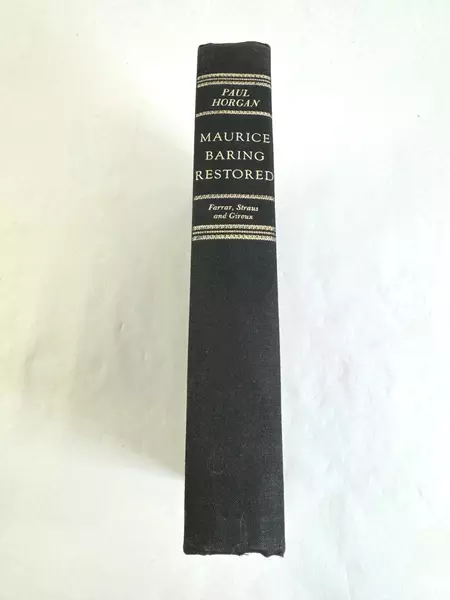 PAUL
HORGAN
MAURICE
BARING
RESTORED
Farrar, Straus
and Giroux